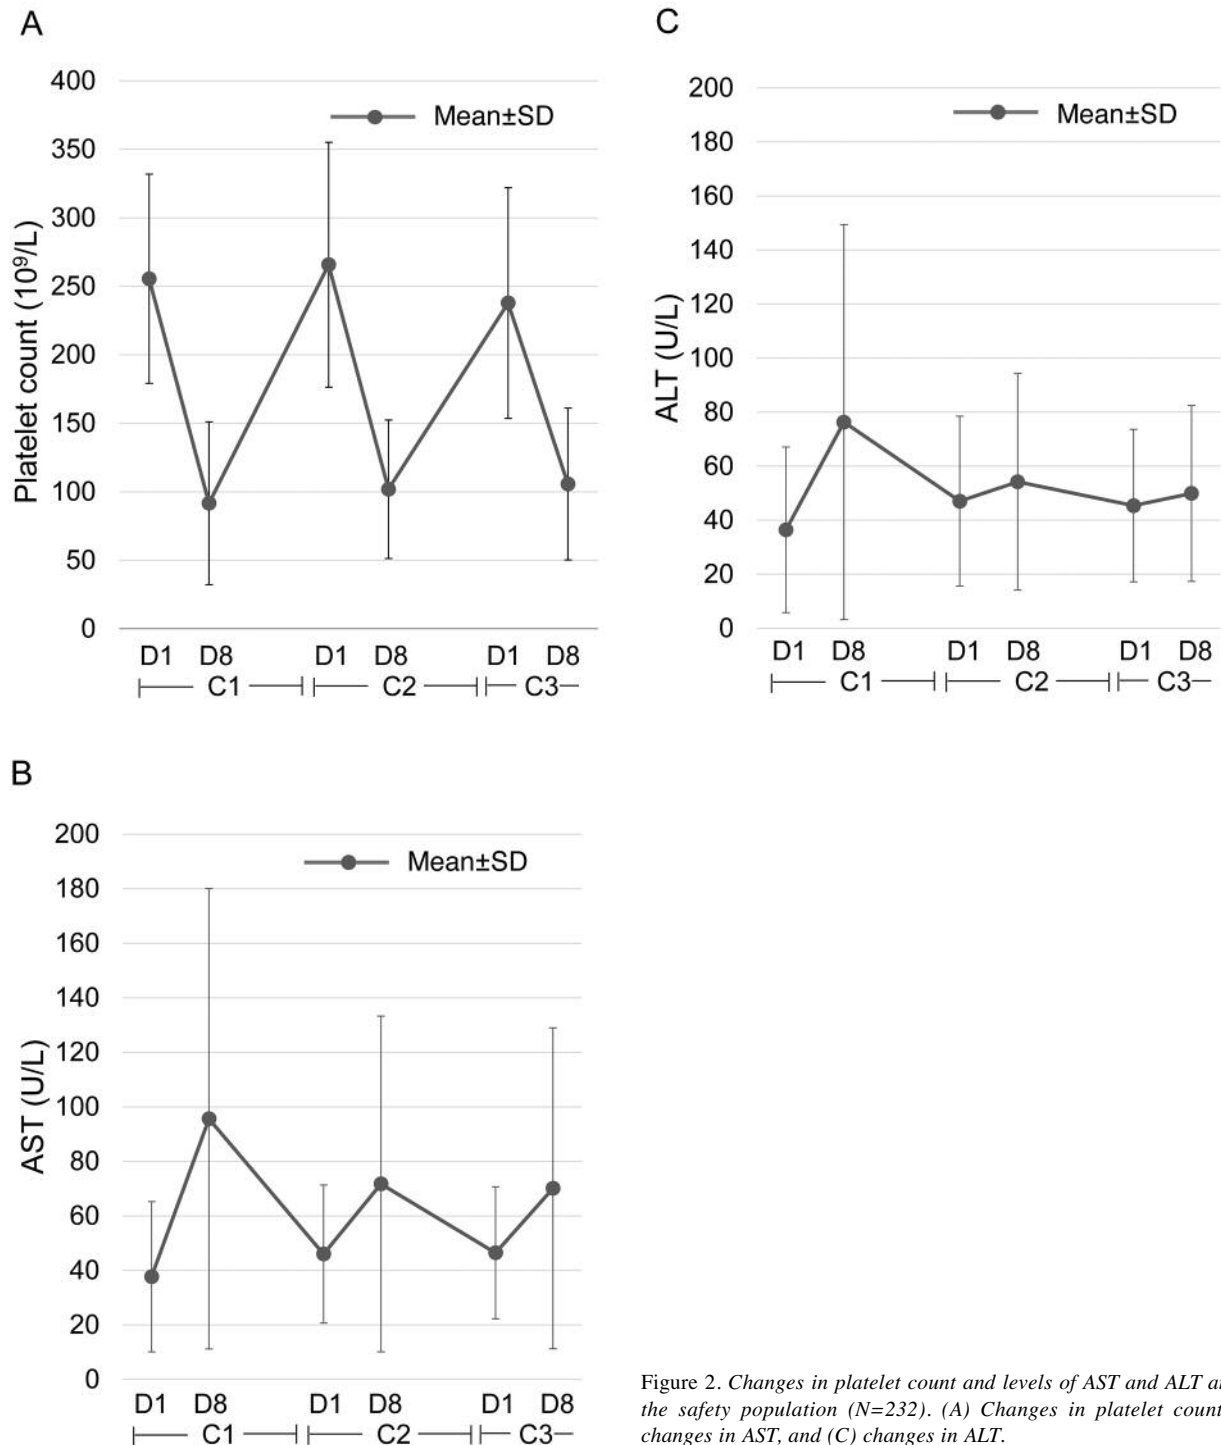 A
400
350
300
250
200
150
100
50
0
Platelet count (10⁹/L)
Mean±SD
D1 D8 D1 D8 D1 D8
C1 C2 C3
C
200
180
160
140
120
100
80
60
40
20
0
ALT (U/L)
Mean±SD
D1 D8 D1 D8 D1 D8
C1 C2 C3
B
200
180
160
140
120
100
80
60
40
20
0
AST (U/L)
Mean±SD
D1 D8 D1 D8 D1 D8
C1 C2 C3
Figure 2. Changes in platelet count and levels of AST and ALT
the safety population (N=232). (A) Changes in platelet count
changes in AST, and (C) changes in ALT.